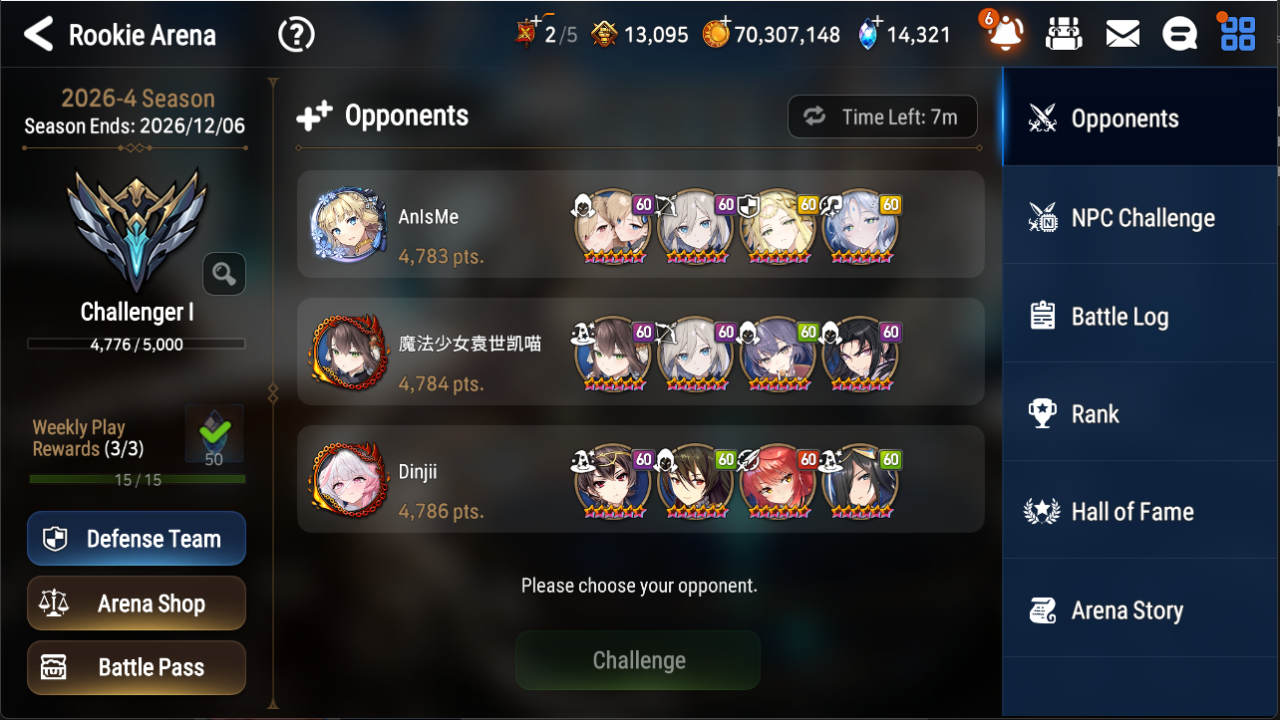 Rookie Arena
2/5
13,095
70,307,148
14,321
6
2026-4 Season
Season Ends: 2026/12/06
Challenger I
4,776 / 5,000
Weekly Play
Rewards (3/3)
50
15 / 15
Defense Team
Arena Shop
Battle Pass
Opponents
Time Left: 7m
AnIsMe
4,783 pts.
60
60
60
60
魔法少女袁世凯喵
4,784 pts.
60
60
60
60
Dinjii
4,786 pts.
60
60
60
60
Please choose your opponent.
Challenge
Opponents
NPC Challenge
Battle Log
Rank
Hall of Fame
Arena Story